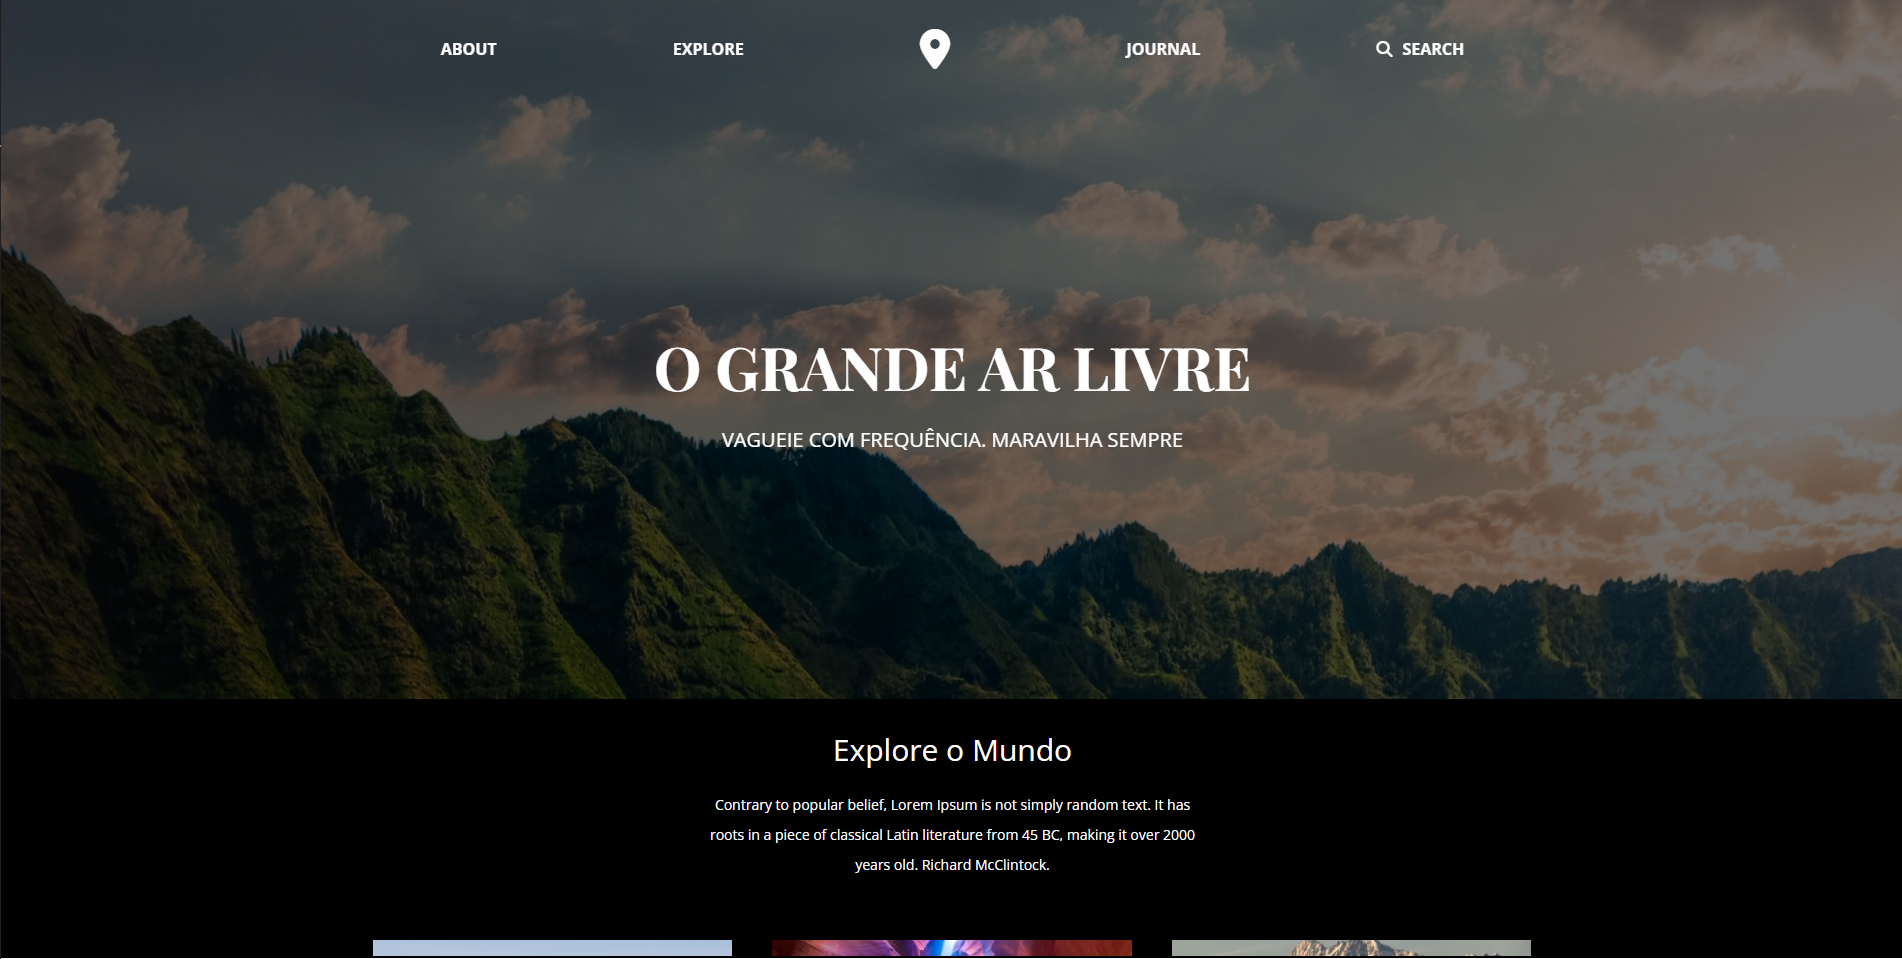 ABOUT
EXPLORE
JOURNAL
SEARCH
O GRANDE AR LIVRE
VAGUEIE COM FREQUÊNCIA. MARAVILHA SEMPRE
Explore o Mundo
Contrary to popular belief, Lorem Ipsum is not simply random text. It has
roots in a piece of classical Latin literature from 45 BC, making it over 2000
years old. Richard McClintock.